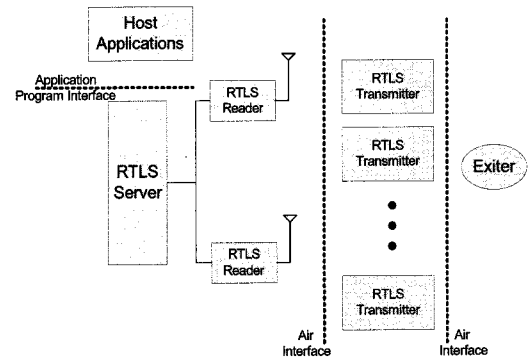 Host
Applications
Application
Program Interface
RTLS
Reader
RTLS
Server
RTLS
Reader
RTLS
Transmitter
RTLS
Transmitter
RTLS
Transmitter
Exiter
Air
Interface
Air
Interface